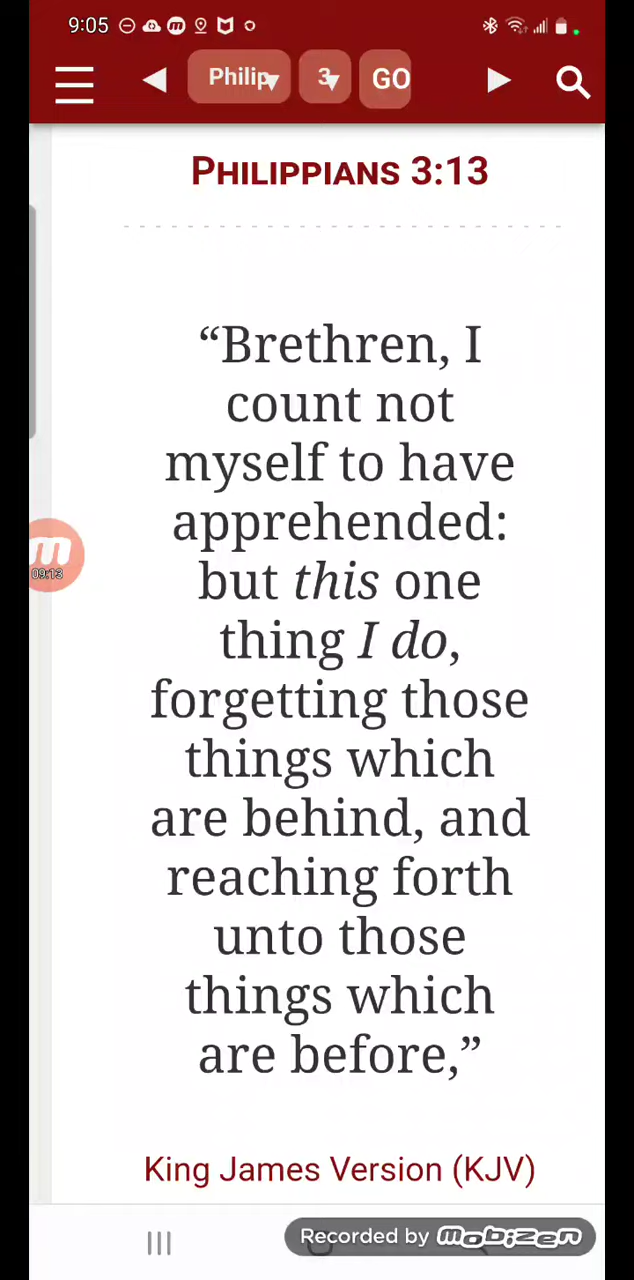 9:05
Philip 3 GO
PHILIPPIANS 3:13
“Brethren, I
count not
myself to have
apprehended:
but this one
thing I do,
forgetting those
things which
are behind, and
reaching forth
unto those
things which
are before,”
09:13
King James Version (KJV)
Recorded by mobizen